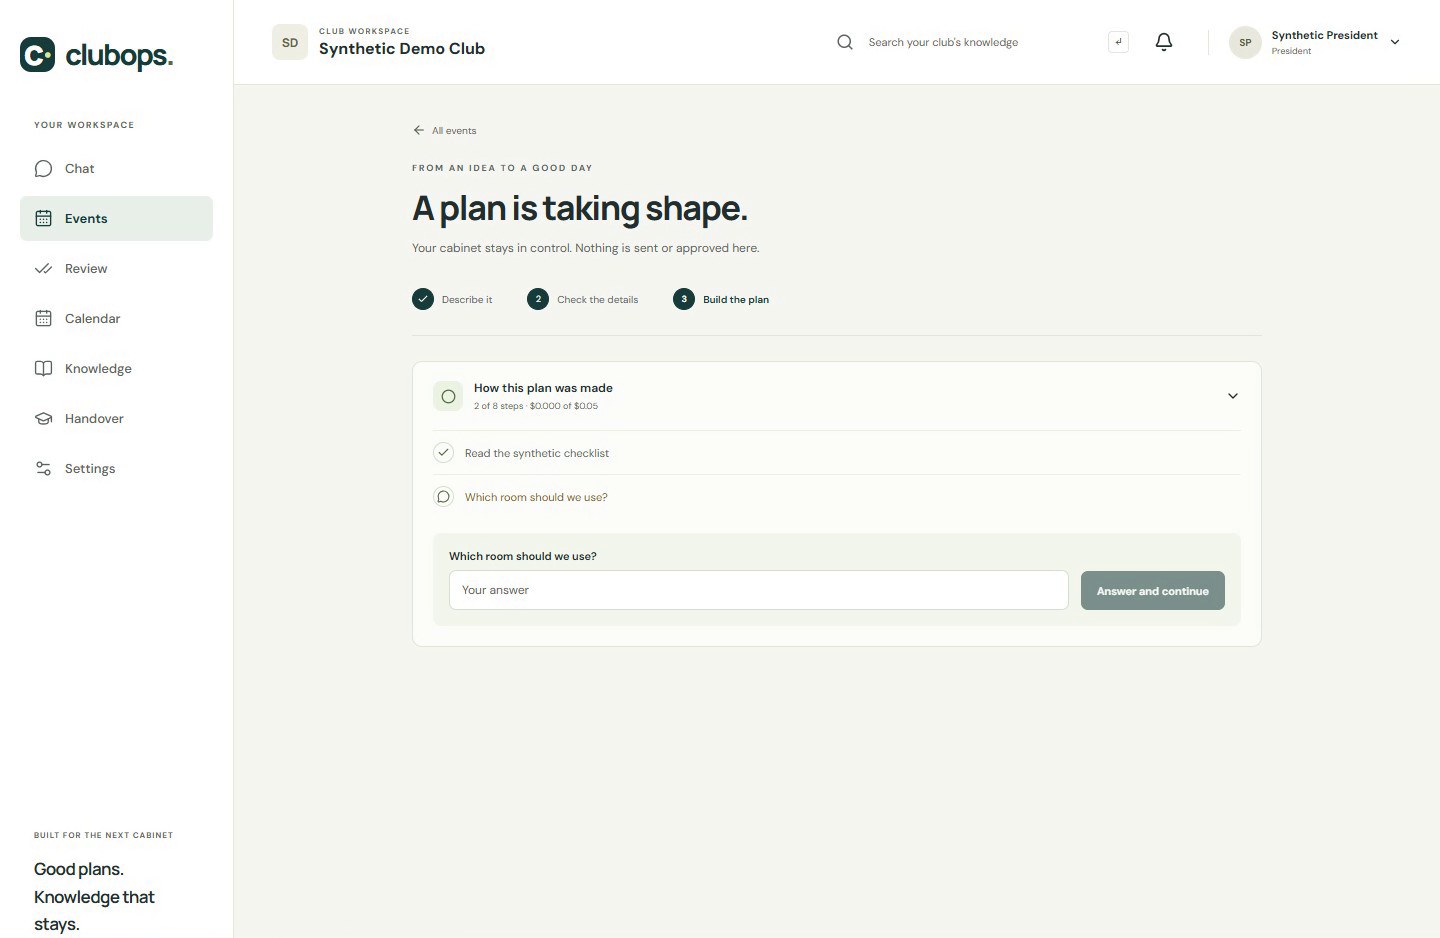 clubops.
YOUR WORKSPACE
Chat
Events
Review
Calendar
Knowledge
Handover
Settings
BUILT FOR THE NEXT CABINET
Good plans.
Knowledge that
stays.
SD
CLUB WORKSPACE
Synthetic Demo Club
Search your club's knowledge
SP
Synthetic President
President
All events
FROM AN IDEA TO A GOOD DAY
A plan is taking shape.
Your cabinet stays in control. Nothing is sent or approved here.
Describe it
2 Check the details
3 Build the plan
How this plan was made
2 of 8 steps · $0.000 of $0.05
Read the synthetic checklist
Which room should we use?
Which room should we use?
Your answer
Answer and continue